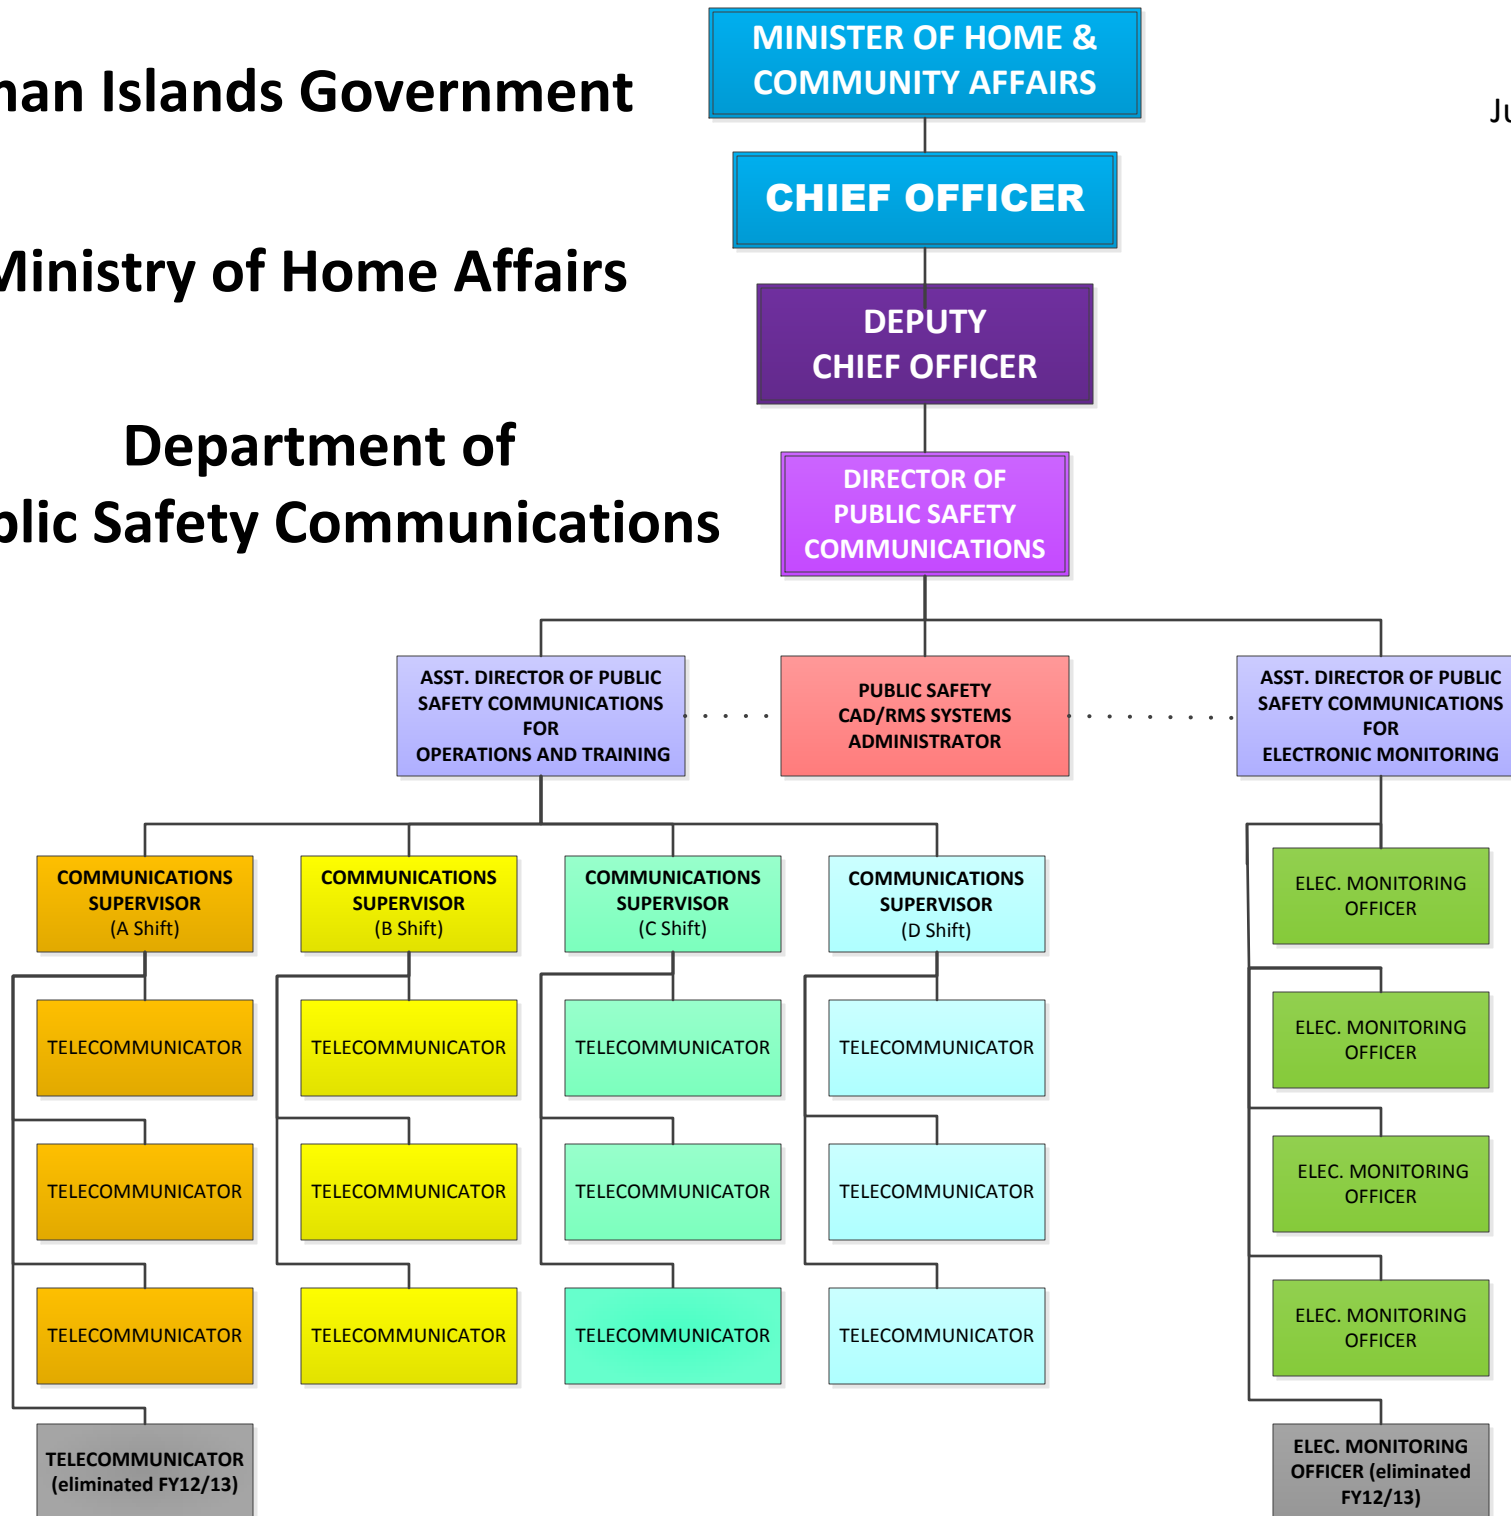 MINISTER OF HOME &
COMMUNITY AFFAIRS
man Islands Government
Ju
CHIEF OFFICER
Ministry of Home Affairs
DEPUTY
CHIEF OFFICER
Department of
blic Safety Communications
DIRECTOR OF
PUBLIC SAFETY
COMMUNICATIONS
ASST. DIRECTOR OF PUBLIC
SAFETY COMMUNICATIONS
FOR
OPERATIONS AND TRAINING
PUBLIC SAFETY
CAD/RMS SYSTEMS
ADMINISTRATOR
ASST. DIRECTOR OF PUBLIC
SAFETY COMMUNICATIONS
FOR
ELECTRONIC MONITORING
COMMUNICATIONS
SUPERVISOR
(A Shift)
COMMUNICATIONS
SUPERVISOR
(B Shift)
COMMUNICATIONS
SUPERVISOR
(C Shift)
COMMUNICATIONS
SUPERVISOR
(D Shift)
ELEC. MONITORING
OFFICER
TELECOMMUNICATOR
TELECOMMUNICATOR
TELECOMMUNICATOR
TELECOMMUNICATOR
ELEC. MONITORING
OFFICER
TELECOMMUNICATOR
TELECOMMUNICATOR
TELECOMMUNICATOR
TELECOMMUNICATOR
ELEC. MONITORING
OFFICER
TELECOMMUNICATOR
TELECOMMUNICATOR
TELECOMMUNICATOR
TELECOMMUNICATOR
ELEC. MONITORING
OFFICER
TELECOMMUNICATOR
(eliminated FY12/13)
ELEC. MONITORING
OFFICER (eliminated
FY12/13)